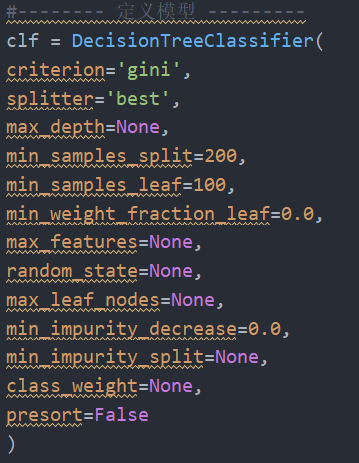 #-------- 定义模型 ---------
clf = DecisionTreeClassifier(
criterion='gini',
splitter='best',
max_depth=None,
min_samples_split=200,
min_samples_leaf=100,
min_weight_fraction_leaf=0.0,
max_features=None,
random_state=None,
max_leaf_nodes=None,
min_impurity_decrease=0.0,
min_impurity_split=None,
class_weight=None,
presort=False
)